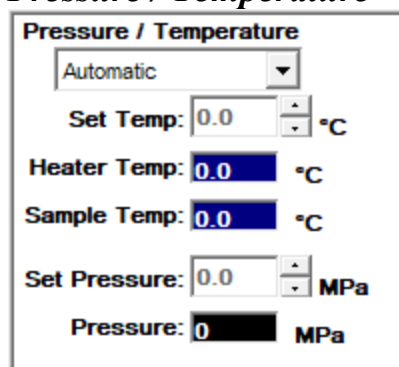 Pressure / Temperature
Automatic
Set Temp: 0.0 °C
Heater Temp: 0.0 °C
Sample Temp: 0.0 °C
Set Pressure: 0.0 MPa
Pressure: 0 MPa